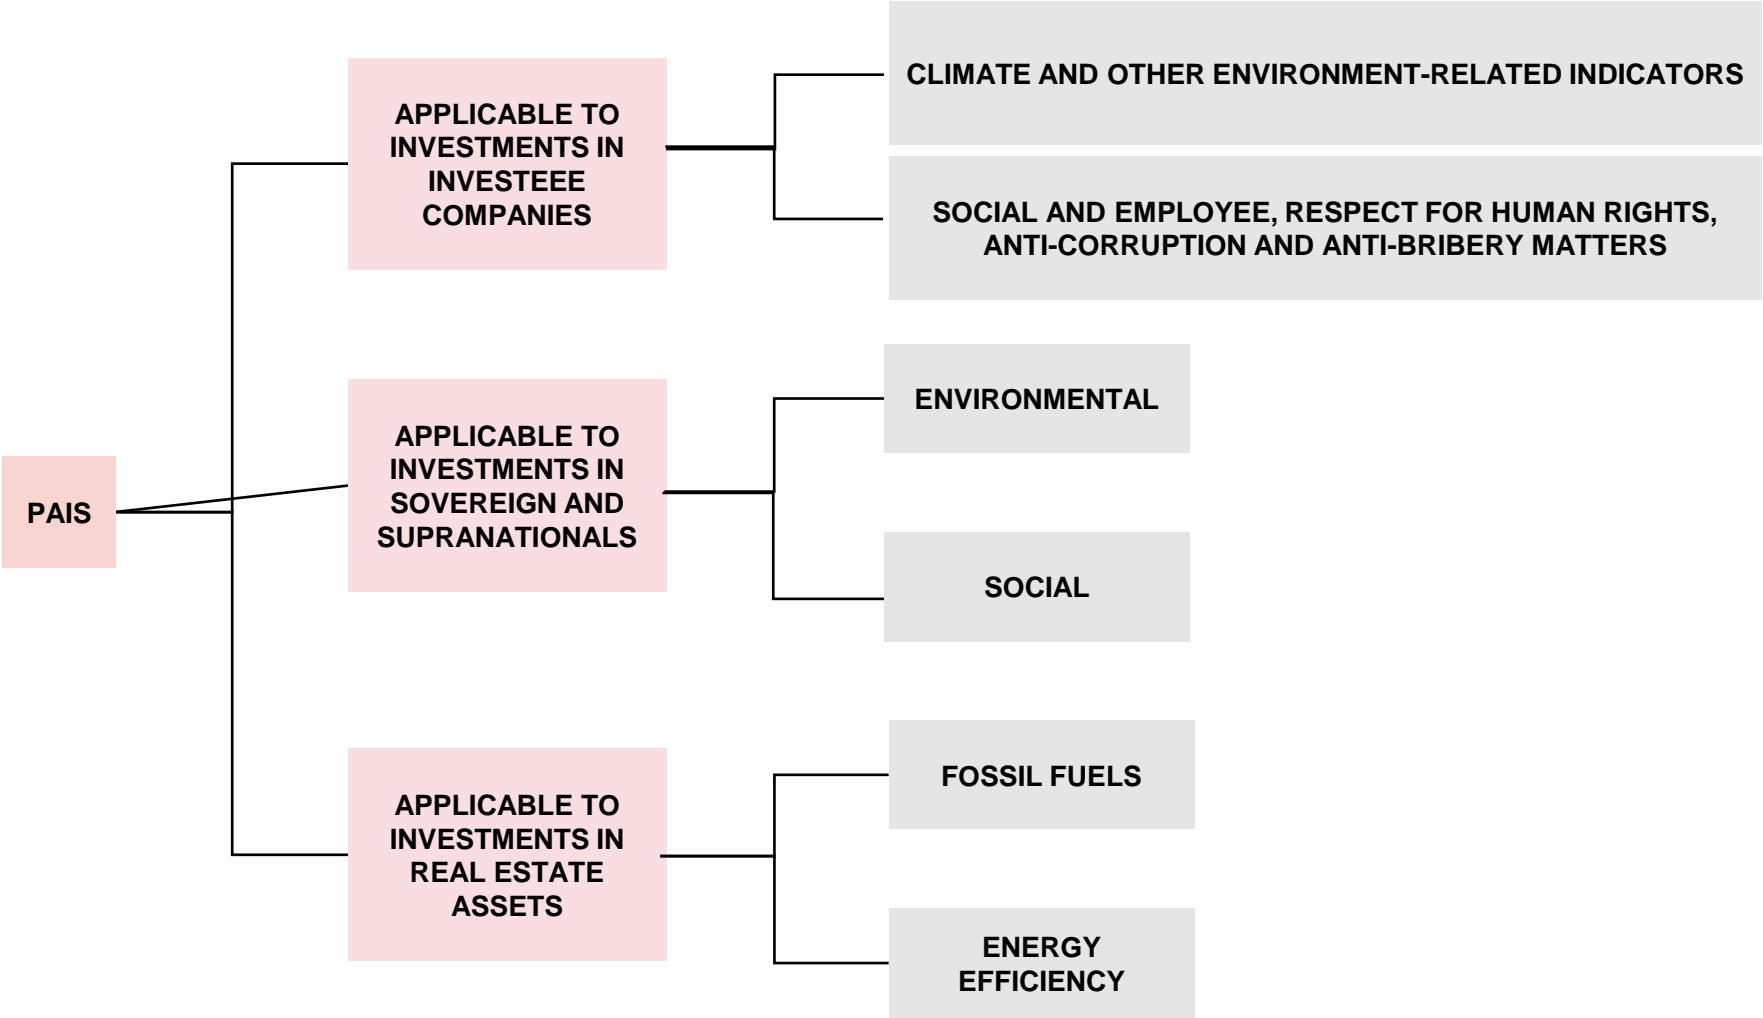 PAIS
APPLICABLE TO
INVESTMENTS IN
INVESTEEE
COMPANIES
CLIMATE AND OTHER ENVIRONMENT-RELATED INDICATORS
SOCIAL AND EMPLOYEE, RESPECT FOR HUMAN RIGHTS,
ANTI-CORRUPTION AND ANTI-BRIBERY MATTERS
APPLICABLE TO
INVESTMENTS IN
SOVEREIGN AND
SUPRANATIONALS
ENVIRONMENTAL
SOCIAL
APPLICABLE TO
INVESTMENTS IN
REAL ESTATE
ASSETS
FOSSIL FUELS
ENERGY
EFFICIENCY